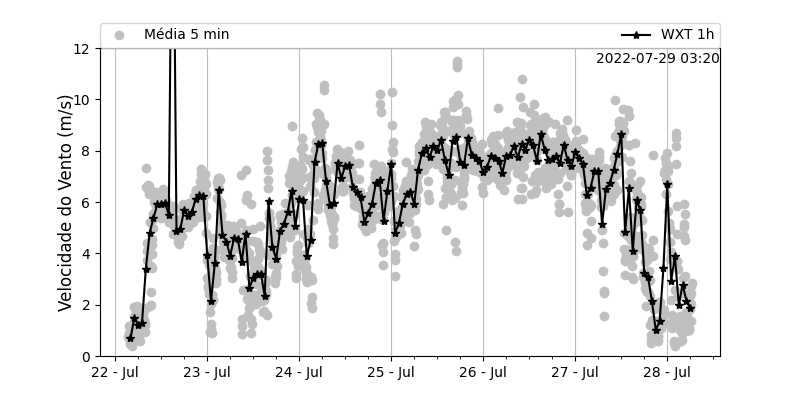 Média 5 min
WXT 1h
2022-07-29 03:20
Velocidade do Vento (m/s)
12
10
8
6
4
2
0
22 - Jul
23 - Jul
24 - Jul
25 - Jul
26 - Jul
27 - Jul
28 - Jul